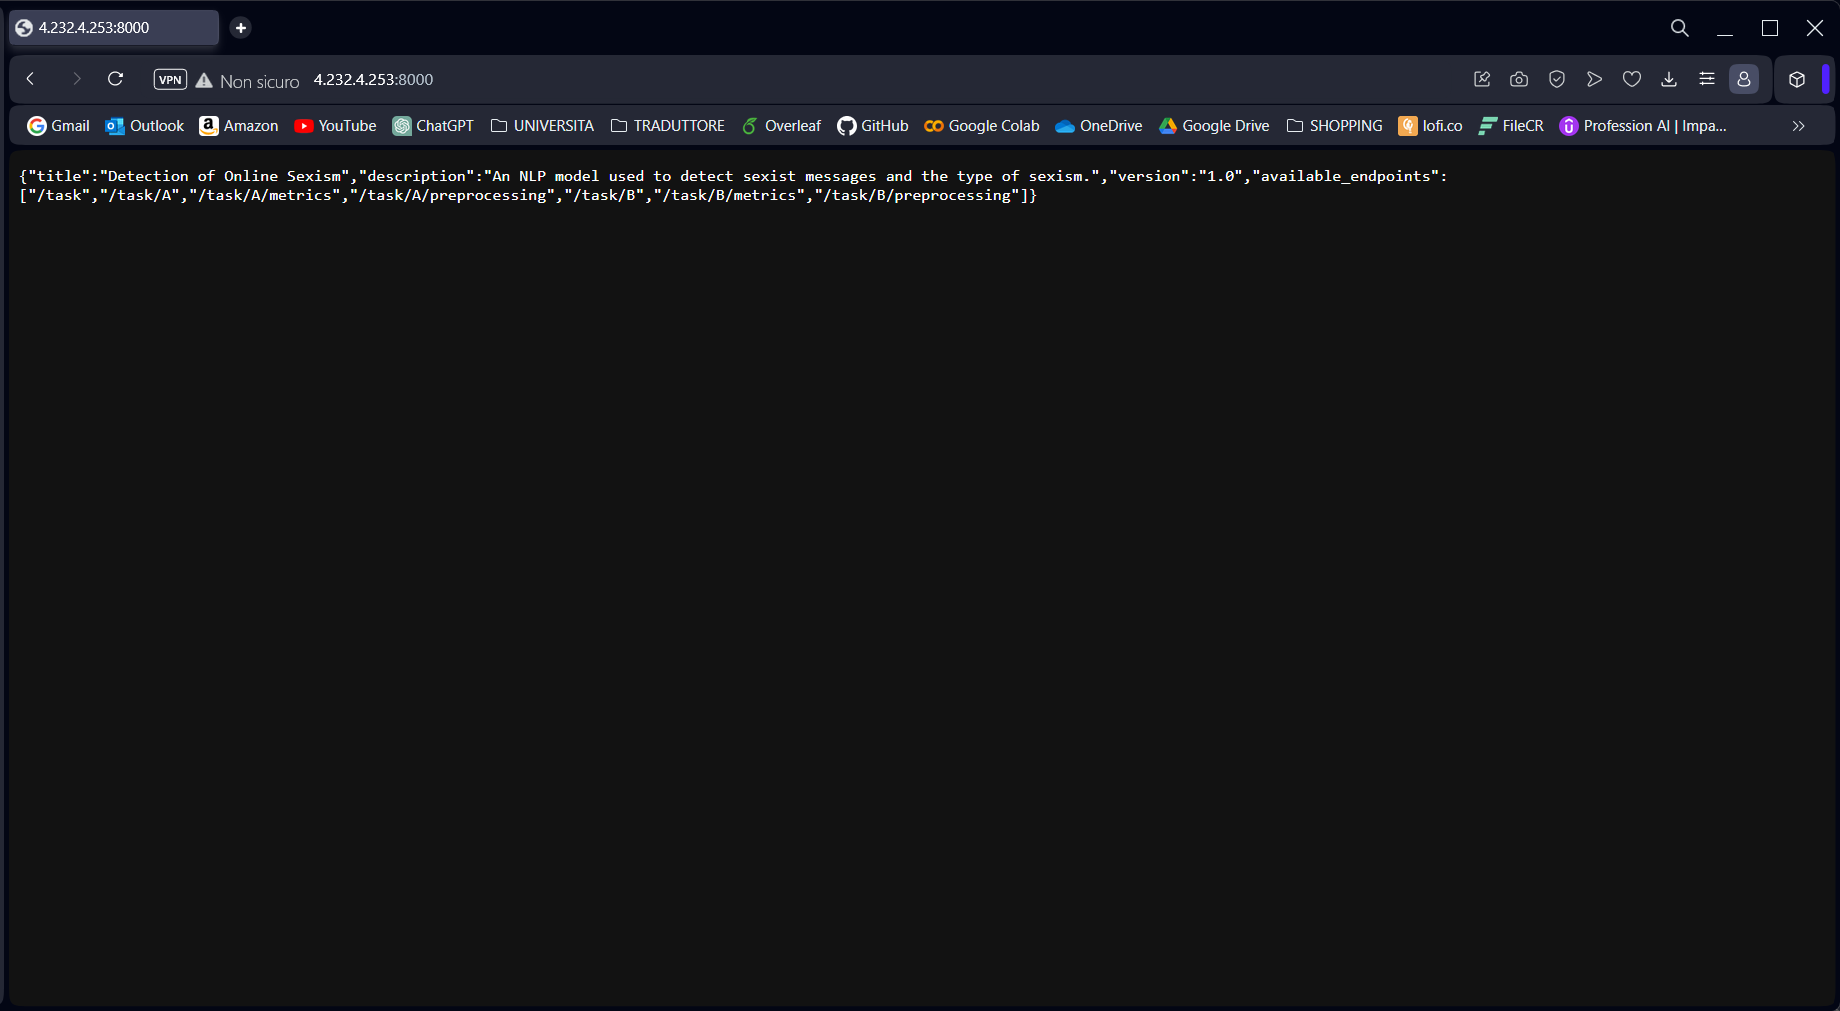 4.232.4.253:8000
VPN Non sicuro 4.232.4.253:8000
Gmail Outlook Amazon YouTube ChatGPT UNIVERSITA TRADUTTORE Overleaf GitHub Google Colab OneDrive Google Drive SHOPPING lofi.co FileCR Profession AI | Impa...
{"title":"Detection of Online Sexism","description":"An NLP model used to detect sexist messages and the type of sexism.","version":"1.0","available_endpoints":
["/task","/task/A","/task/A/metrics","/task/A/preprocessing","/task/B","/task/B/metrics","/task/B/preprocessing"]}